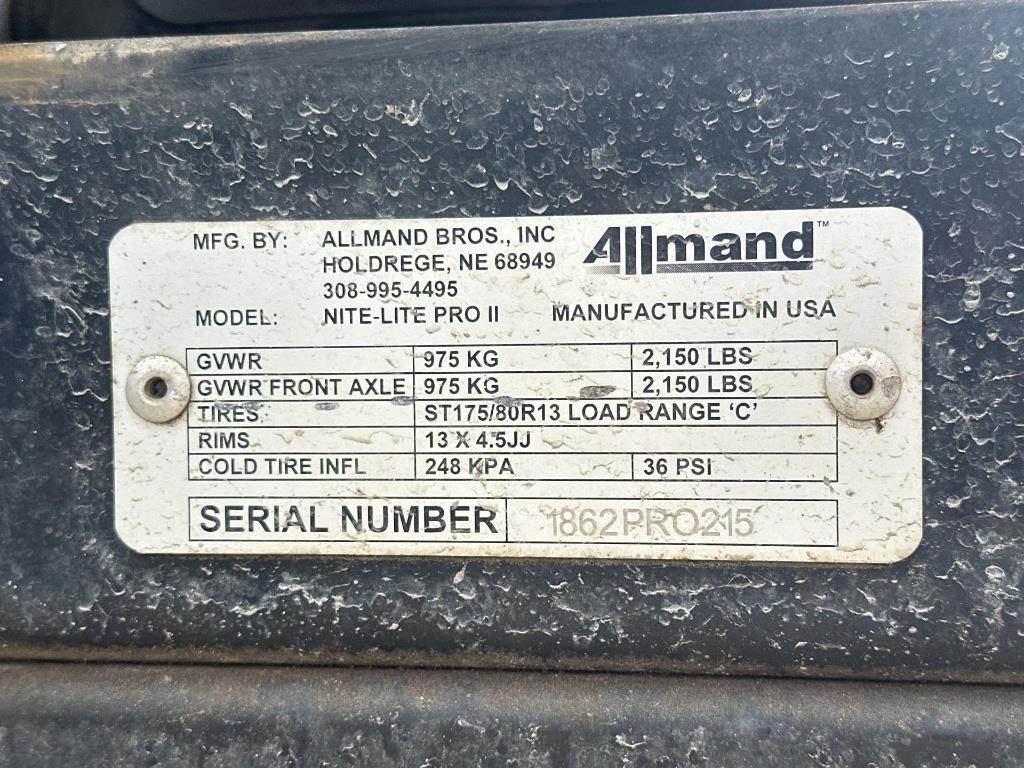 MFG. BY: ALLMAND BROS., INC Allmand™
HOLDREGE, NE 68949
308-995-4495
MODEL: NITE-LITE PRO II MANUFACTURED IN USA
GVWR 975 KG 2,150 LBS
GVWR FRONT AXLE 975 KG 2,150 LBS
TIRES ST175/80R13 LOAD RANGE ‘C’
RIMS 13 X 4.5JJ
COLD TIRE INFL 248 KPA 36 PSI
SERIAL NUMBER 1862PRO215